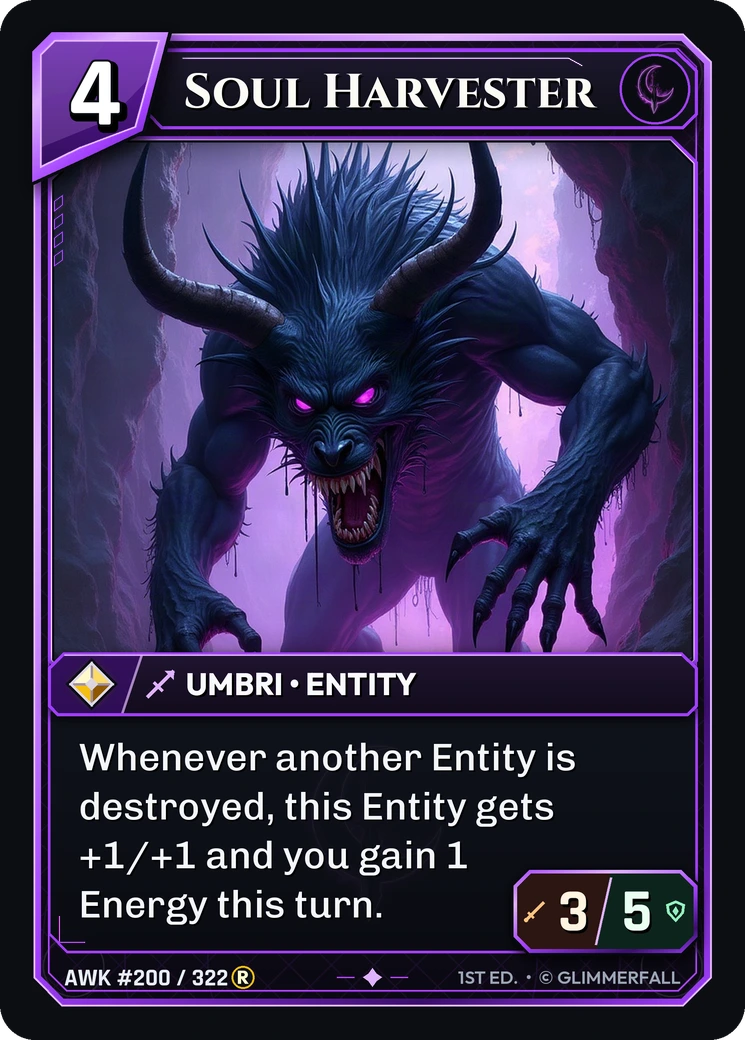 4
SOUL HARVESTER
UMBRI • ENTITY
Whenever another Entity is
destroyed, this Entity gets
+1/+1 and you gain 1
Energy this turn.
3 / 5
AWK #200 / 322 R
1ST ED. • © GLIMMERFALL